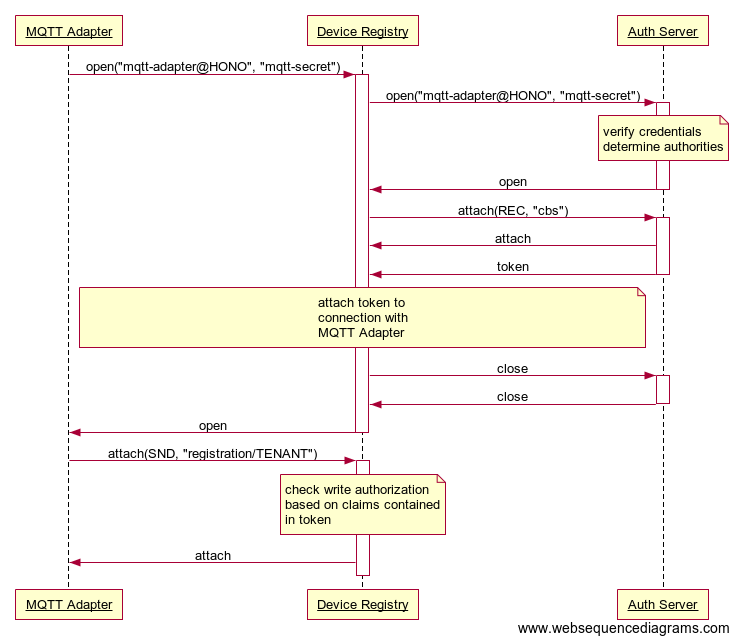 MQTT Adapter
Device Registry
Auth Server
open("mqtt-adapter@HONO", "mqtt-secret")
open("mqtt-adapter@HONO", "mqtt-secret")
verify credentials
determine authorities
open
attach(REC, "cbs")
attach
token
attach token to
connection with
MQTT Adapter
close
close
open
attach(SND, "registration/TENANT")
check write authorization
based on claims contained
in token
attach
MQTT Adapter
Device Registry
Auth Server
www.websequencediagrams.com